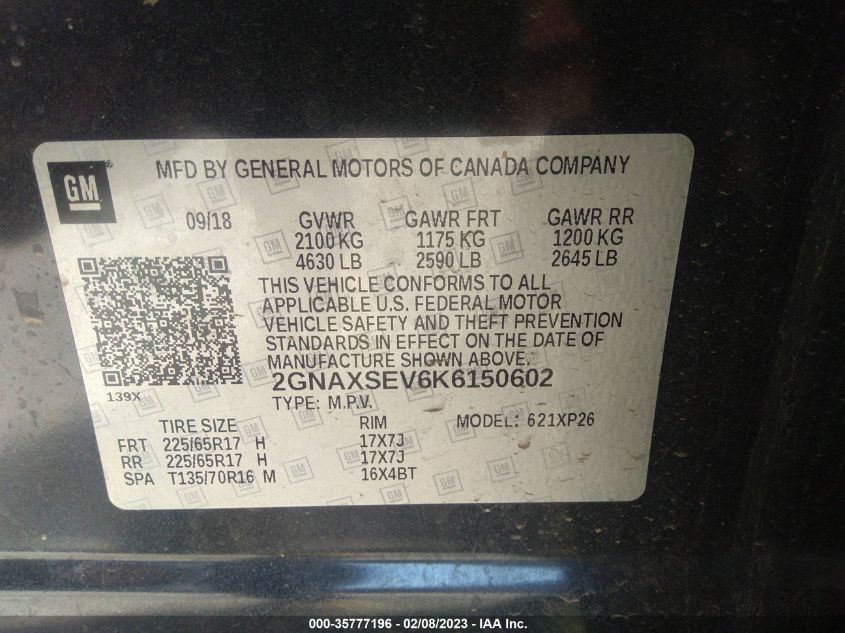 GM
MFD BY GENERAL MOTORS OF CANADA COMPANY
09/18 GVWR GAWR FRT GAWR RR
2100 KG 1175 KG 1200 KG
4630 LB 2590 LB 2645 LB
THIS VEHICLE CONFORMS TO ALL
APPLICABLE U.S. FEDERAL MOTOR
VEHICLE SAFETY AND THEFT PREVENTION
STANDARDS IN EFFECT ON THE DATE OF
MANUFACTURE SHOWN ABOVE.
2GNAXSEV6K6150602
139X TYPE: M.P.V.
TIRE SIZE RIM MODEL: 621XP26
FRT 225/65R17 H 17X7J
RR 225/65R17 H 17X7J
SPA T135/70R16 M 16X4BT
000-35777196 - 02/08/2023 - © IAA Inc.